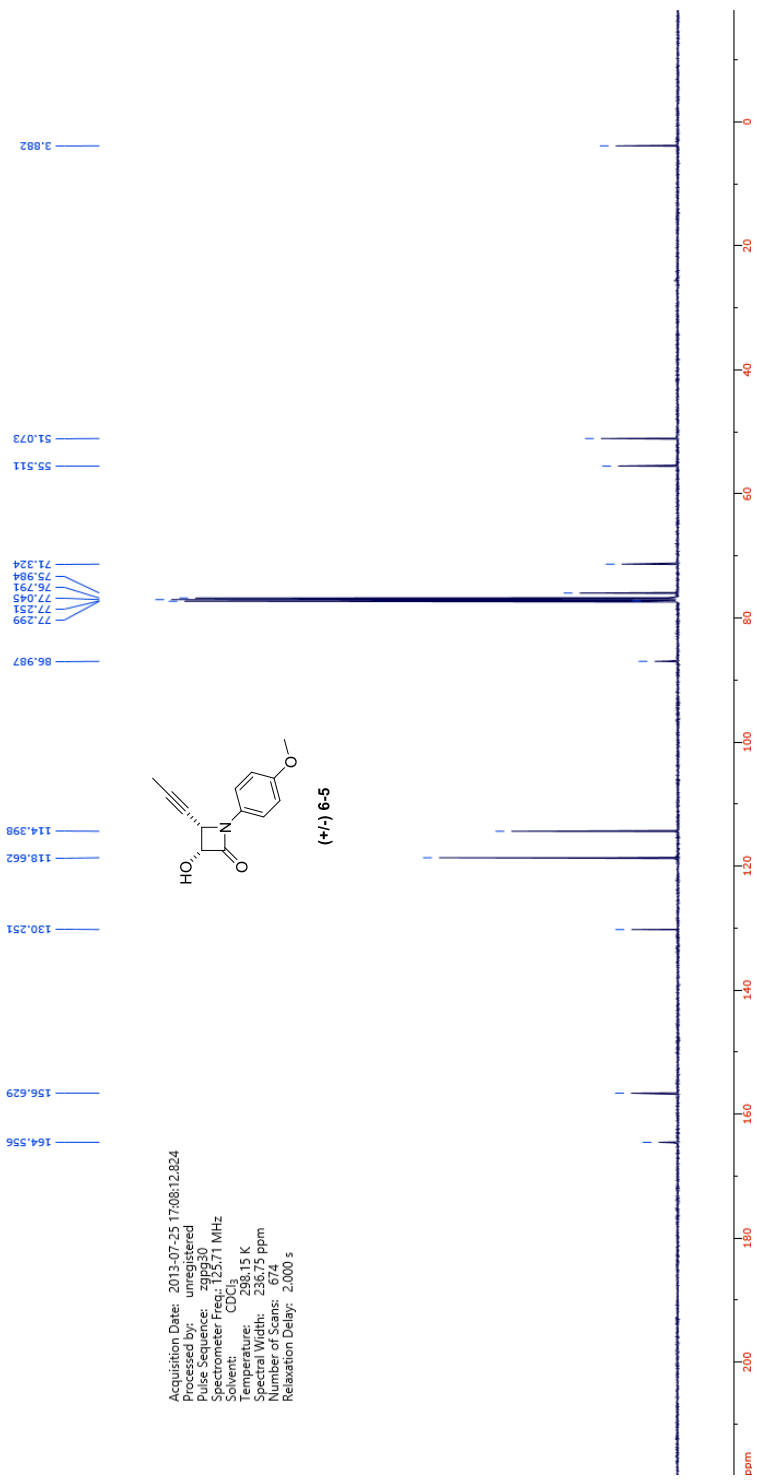 164.556
156.629
130.251
118.662
114.398
86.987
77.299
77.251
77.045
76.791
75.984
71.324
55.511
51.073
3.882
Acquisition Date: 2013-07-25 17:08:12.824
Processed by: unregistered
Pulse Sequence: zgpg30
Spectrometer Freq.: 125.71 MHz
Solvent: CDCl3
Temperature: 298.15 K
Spectral Width: 236.75 ppm
Number of Scans: 674
Relaxation Delay: 2.000 s
HO
O
N
O
(+/-) 6-5
ppm
200
180
160
140
120
100
80
60
40
20
0